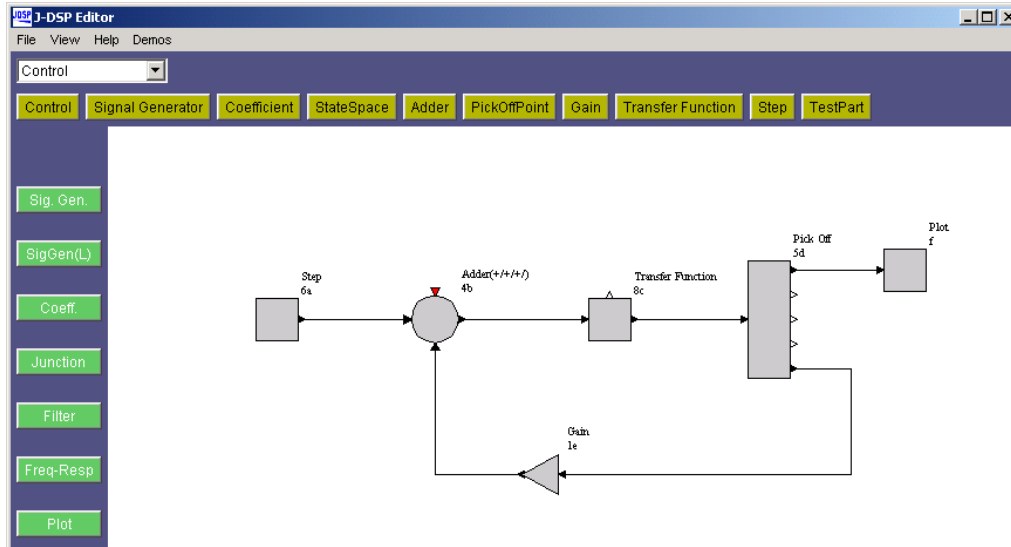 JDSP J-DSP Editor
File View Help Demos
Control
Control Signal Generator Coefficient StateSpace Adder PickOffPoint Gain Transfer Function Step TestPart
Sig. Gen.
SigGen(L)
Coeff.
Junction
Filter
Freq-Resp
Plot
Step
6a
Adder(+/+/+/)
4b
Transfer Function
8c
Pick Off
5d
Plot
f
Gain
1e